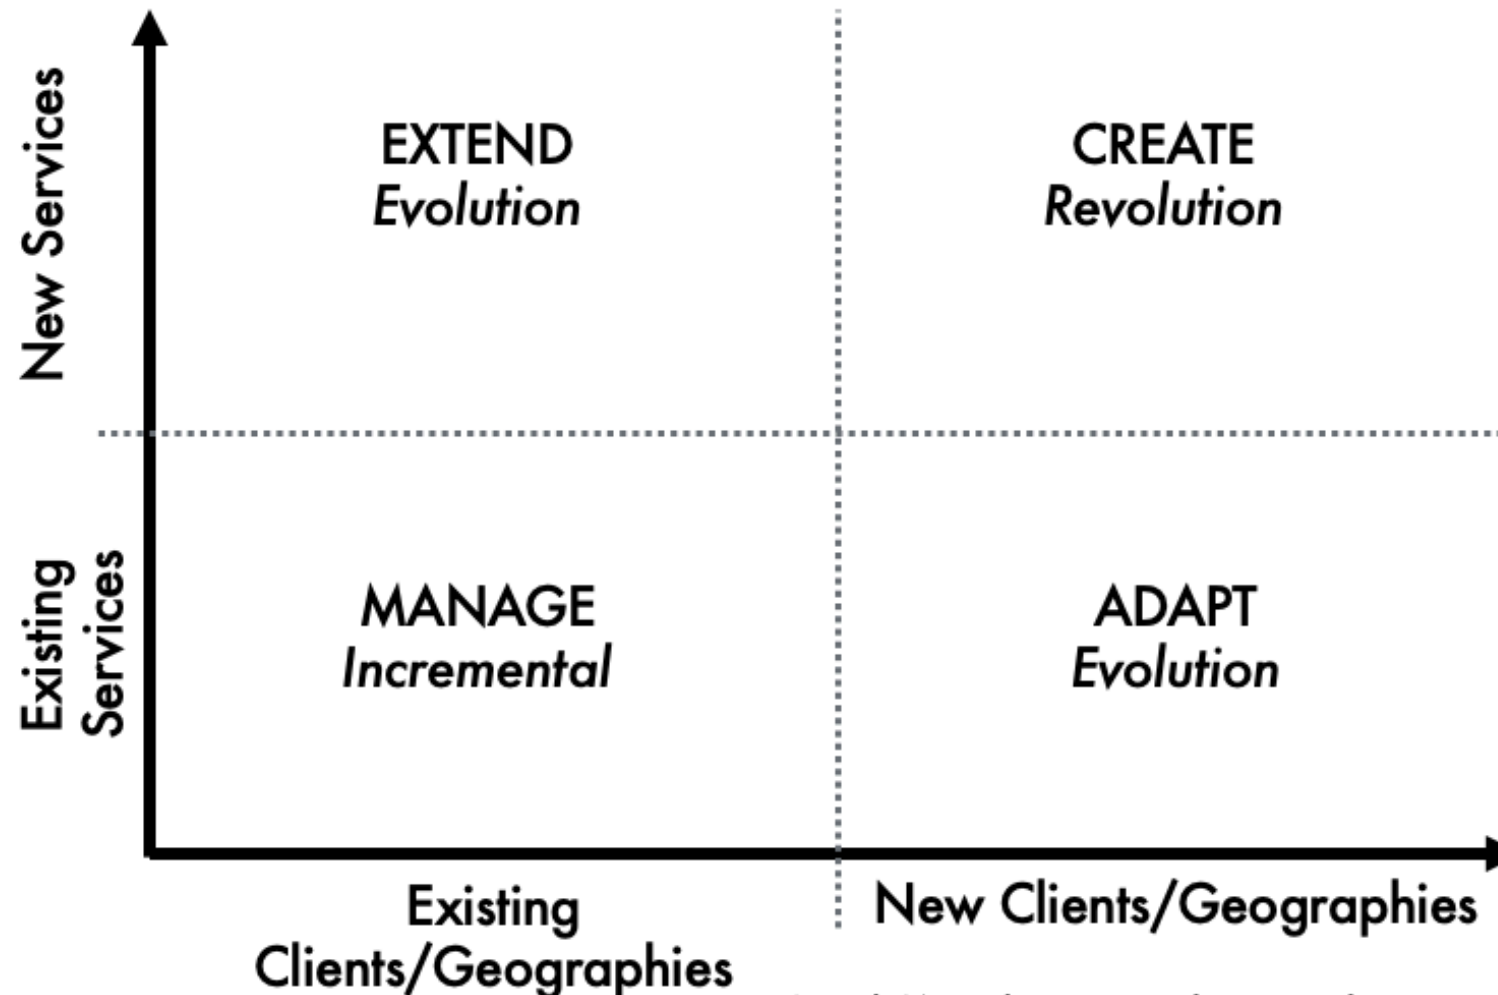 New Services
EXTEND
Evolution
CREATE
Revolution
Existing
Services
MANAGE
Incremental
ADAPT
Evolution
Existing
Clients/Geographies
New Clients/Geographies